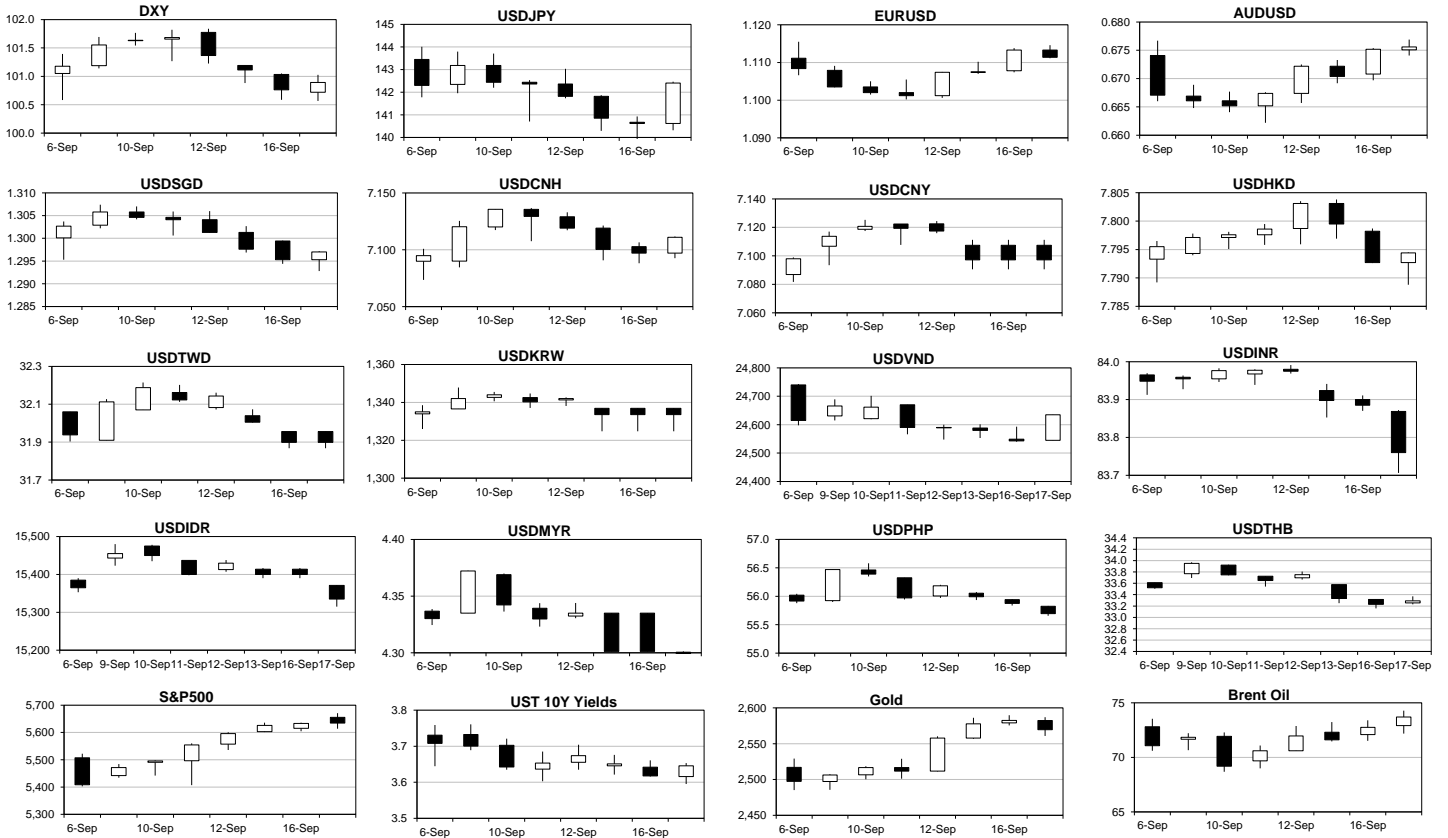 DXY
102.0
101.5
101.0
100.5
100.0
6-Sep 10-Sep 12-Sep 16-Sep
USDJPY
145
144
143
142
141
140
6-Sep 10-Sep 12-Sep 16-Sep
EURUSD
1.120
1.110
1.100
1.090
6-Sep 10-Sep 12-Sep 16-Sep
AUDUSD
0.680
0.675
0.670
0.665
0.660
6-Sep 10-Sep 12-Sep 16-Sep
USDSGD
1.310
1.305
1.300
1.295
1.290
1.285
6-Sep 10-Sep 12-Sep 16-Sep
USDCNH
7.150
7.100
7.050
6-Sep 10-Sep 12-Sep 16-Sep
USDCNY
7.140
7.120
7.100
7.080
7.060
6-Sep 10-Sep 12-Sep 16-Sep
USDHKD
7.805
7.800
7.795
7.790
7.785
6-Sep 10-Sep 12-Sep 16-Sep
USDTWD
32.3
32.1
31.9
31.7
6-Sep 10-Sep 12-Sep 16-Sep
USDKRW
1,360
1,340
1,320
1,300
6-Sep 10-Sep 12-Sep 16-Sep
USDVND
24,800
24,700
24,600
24,500
24,400
6-Sep 9-Sep 10-Sep 11-Sep 12-Sep 13-Sep 16-Sep 17-Sep
USDINR
84.0
83.9
83.8
83.7
6-Sep 10-Sep 12-Sep 16-Sep
USDIDR
15,500
15,400
15,300
15,200
6-Sep 9-Sep 10-Sep 11-Sep 12-Sep 13-Sep 16-Sep 17-Sep
USDMYR
4.40
4.35
4.30
6-Sep 10-Sep 12-Sep 16-Sep
USDPHP
57.0
56.5
56.0
55.5
55.0
6-Sep 10-Sep 12-Sep 16-Sep
USDTHB
34.4
34.2
34.0
33.8
33.6
33.4
33.2
33.0
32.8
32.6
32.4
6-Sep 9-Sep 10-Sep 11-Sep 12-Sep 13-Sep 16-Sep 17-Sep
S&P500
5,700
5,600
5,500
5,400
5,300
6-Sep 10-Sep 12-Sep 16-Sep
UST 10Y Yields
3.8
3.7
3.6
3.5
6-Sep 10-Sep 12-Sep 16-Sep
Gold
2,600
2,550
2,500
2,450
6-Sep 10-Sep 12-Sep 16-Sep
Brent Oil
75
70
65
6-Sep 10-Sep 12-Sep 16-Sep